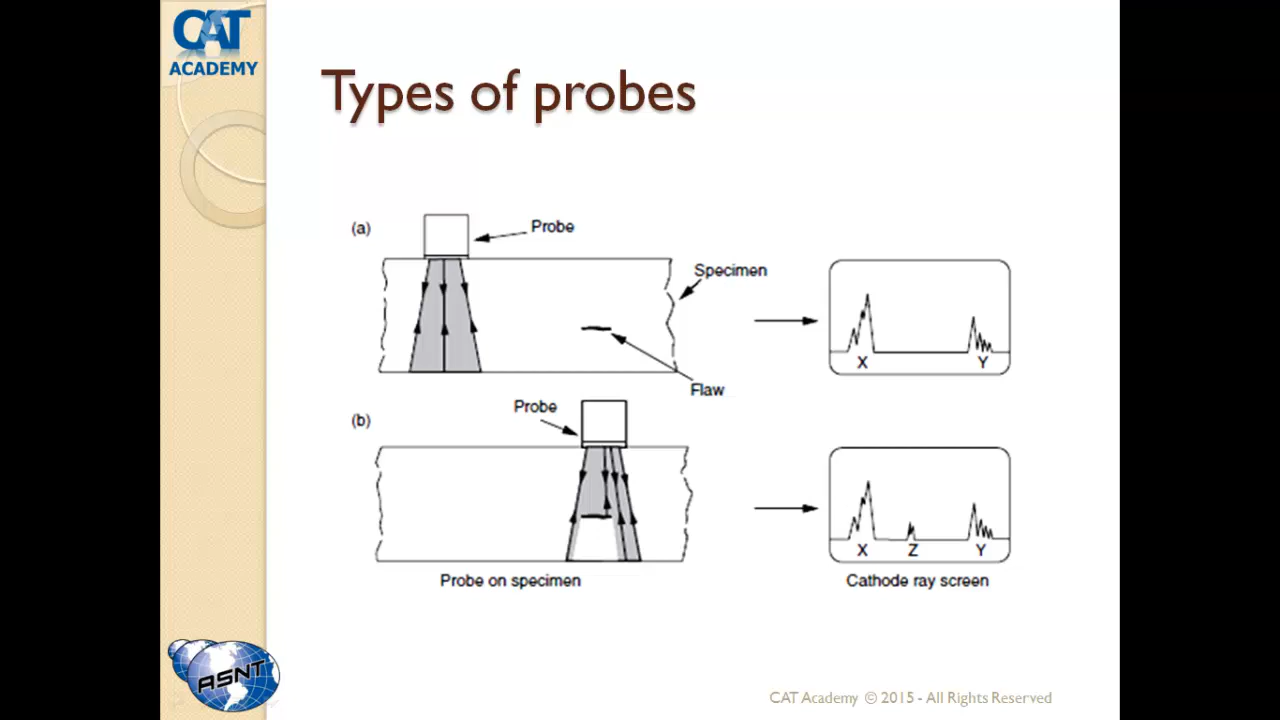 CAT
ACADEMY
Types of probes
(a)
Probe
Specimen
X
Y
Flaw
(b)
Probe
X
Z
Y
Probe on specimen
Cathode ray screen
ASNT
CAT Academy © 2015 - All Rights Reserved